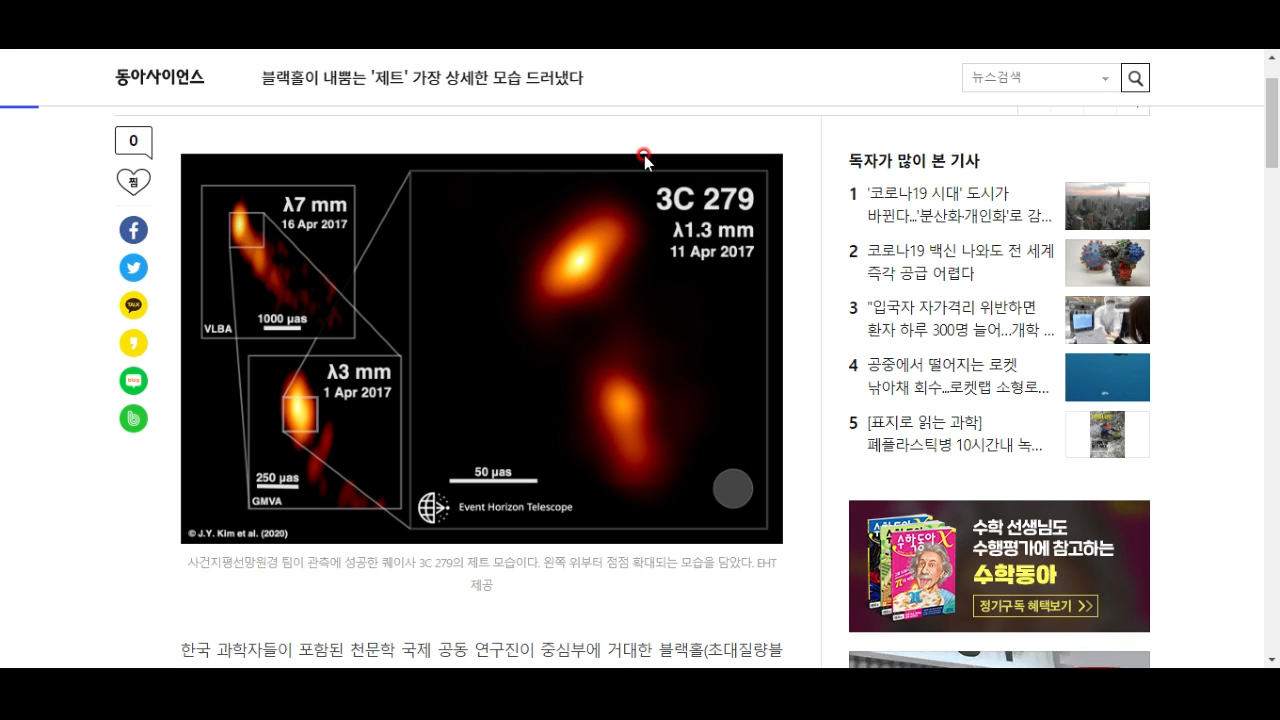 동아사이언스
블랙홀이 내뿜는 '제트' 가장 상세한 모습 드러냈다
뉴스검색
0
찜
TALK
blog
λ7 mm
16 Apr 2017
1000 μas
VLBA
λ3 mm
1 Apr 2017
250 μas
GMVA
© J.Y. Kim et al. (2020)
3C 279
λ1.3 mm
11 Apr 2017
50 μas
Event Horizon Telescope
사건지평선망원경 팀이 관측에 성공한 퀘이사 3C 279의 제트 모습이다. 왼쪽 위부터 점점 확대되는 모습을 담았다. EHT
제공
한국 과학자들이 포함된 천문학 국제 공동 연구진이 중심부에 거대한 블랙홀(초대질량블
독자가 많이 본 기사
1 '코로나19 시대' 도시가
바뀐다...'분산화·개인화'로 감...
2 코로나19 백신 나와도 전 세계
즉각 공급 어렵다
3 "입국자 자가격리 위반하면
환자 하루 300명 늘어...개학 ...
4 공중에서 떨어지는 로켓
낚아채 회수...로켓랩 소형로...
5 [표지로 읽는 과학]
폐플라스틱병 10시간내 녹...
수학동아
수학 선생님도
수행평가에 참고하는
수학동아
정기구독 혜택보기